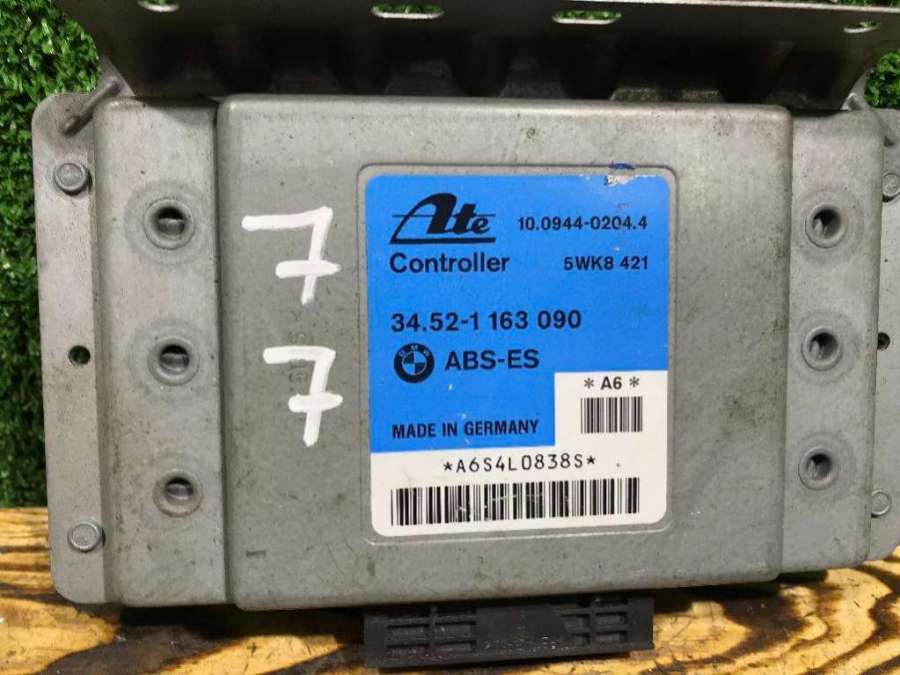 7
7
Ate
10.0944-0204.4
Controller
5WK8 421
34.52-1 163 090
BMW
ABS-ES
*A6*
MADE IN GERMANY
*A6S4L0838S*